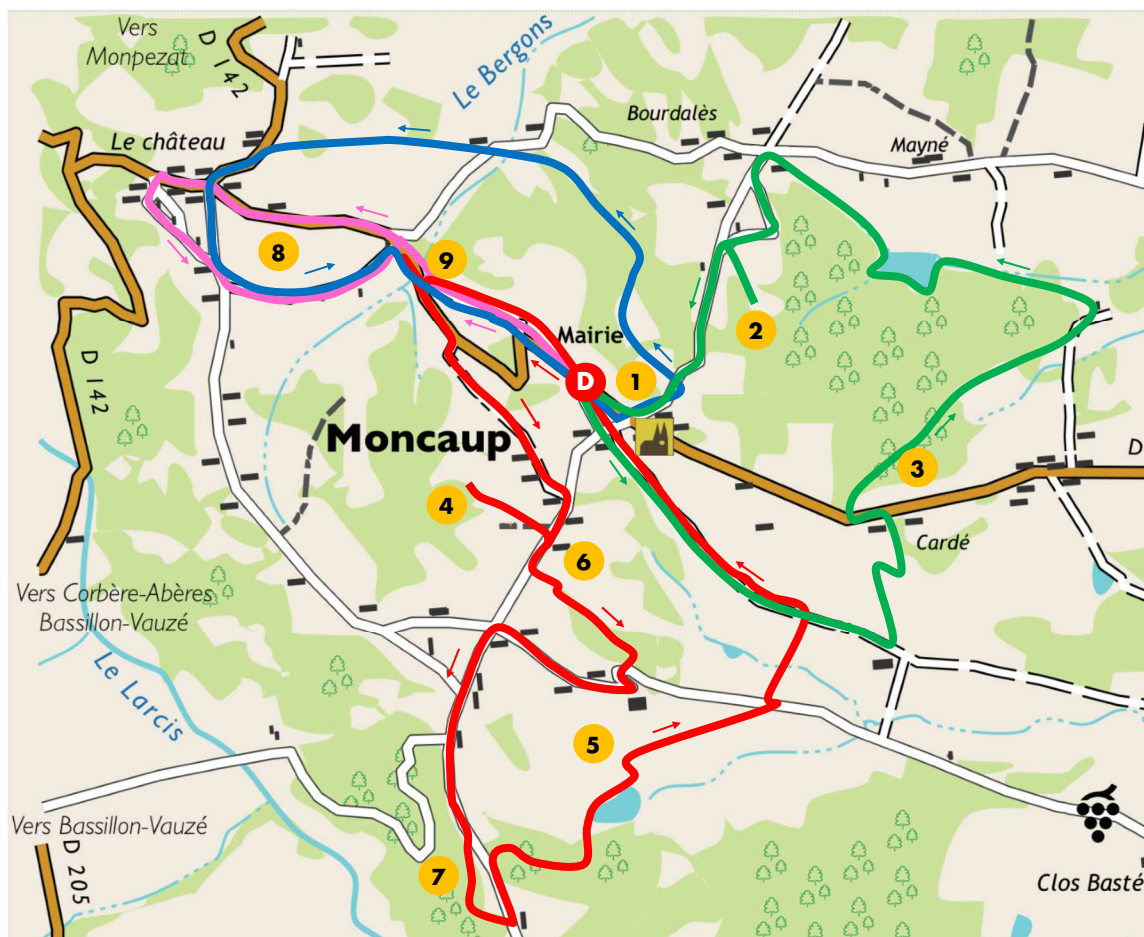 Vers
Monpezat
D 142
Le Bergons
Bourdalès
Mayné
Le château
8
9
2
Mairie
D
1
D 142
Moncaup
3
D
4
Cardé
6
Vers Corbère-Abères
Bassillon-Vauzé
Le Larcis
5
Vers Bassillon-Vauzé
D 205
7
Clos Basté